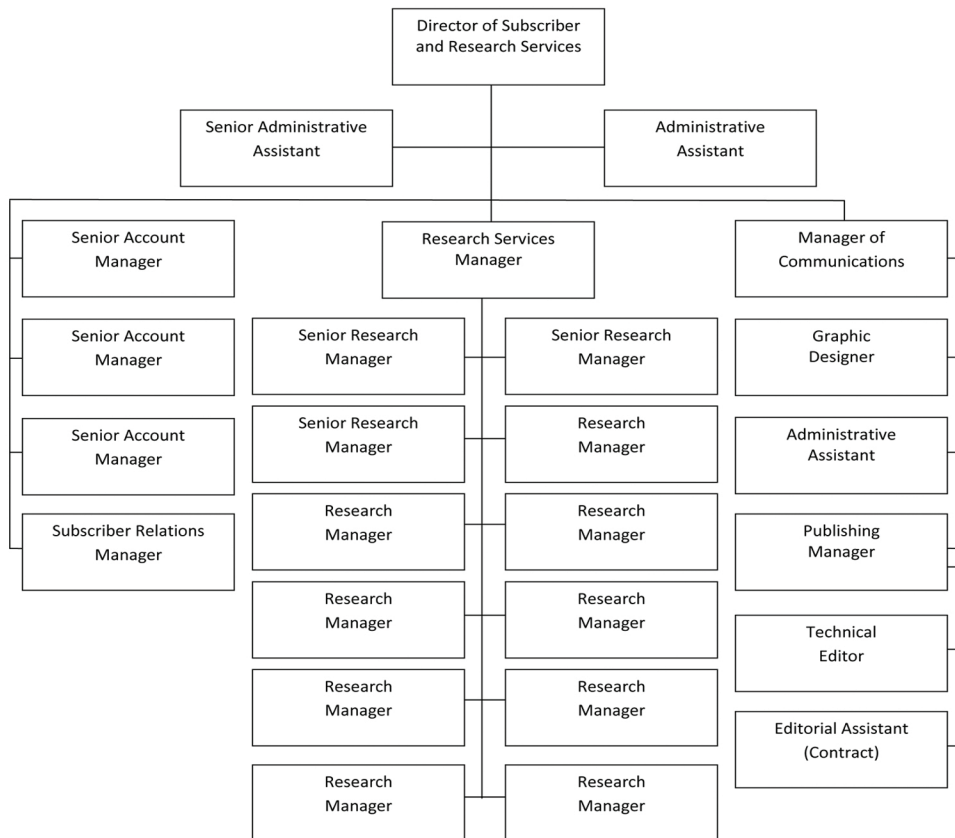 Director of Subscriber
and Research Services
Senior Administrative
Assistant
Administrative
Assistant
Senior Account
Manager
Research Services
Manager
Manager of
Communications
Senior Account
Manager
Senior Research
Manager
Senior Research
Manager
Graphic
Designer
Senior Account
Manager
Senior Research
Manager
Research
Manager
Administrative
Assistant
Subscriber Relations
Manager
Research
Manager
Research
Manager
Publishing
Manager
Research
Manager
Research
Manager
Technical
Editor
Research
Manager
Research
Manager
Editorial Assistant
(Contract)
Research
Manager
Research
Manager